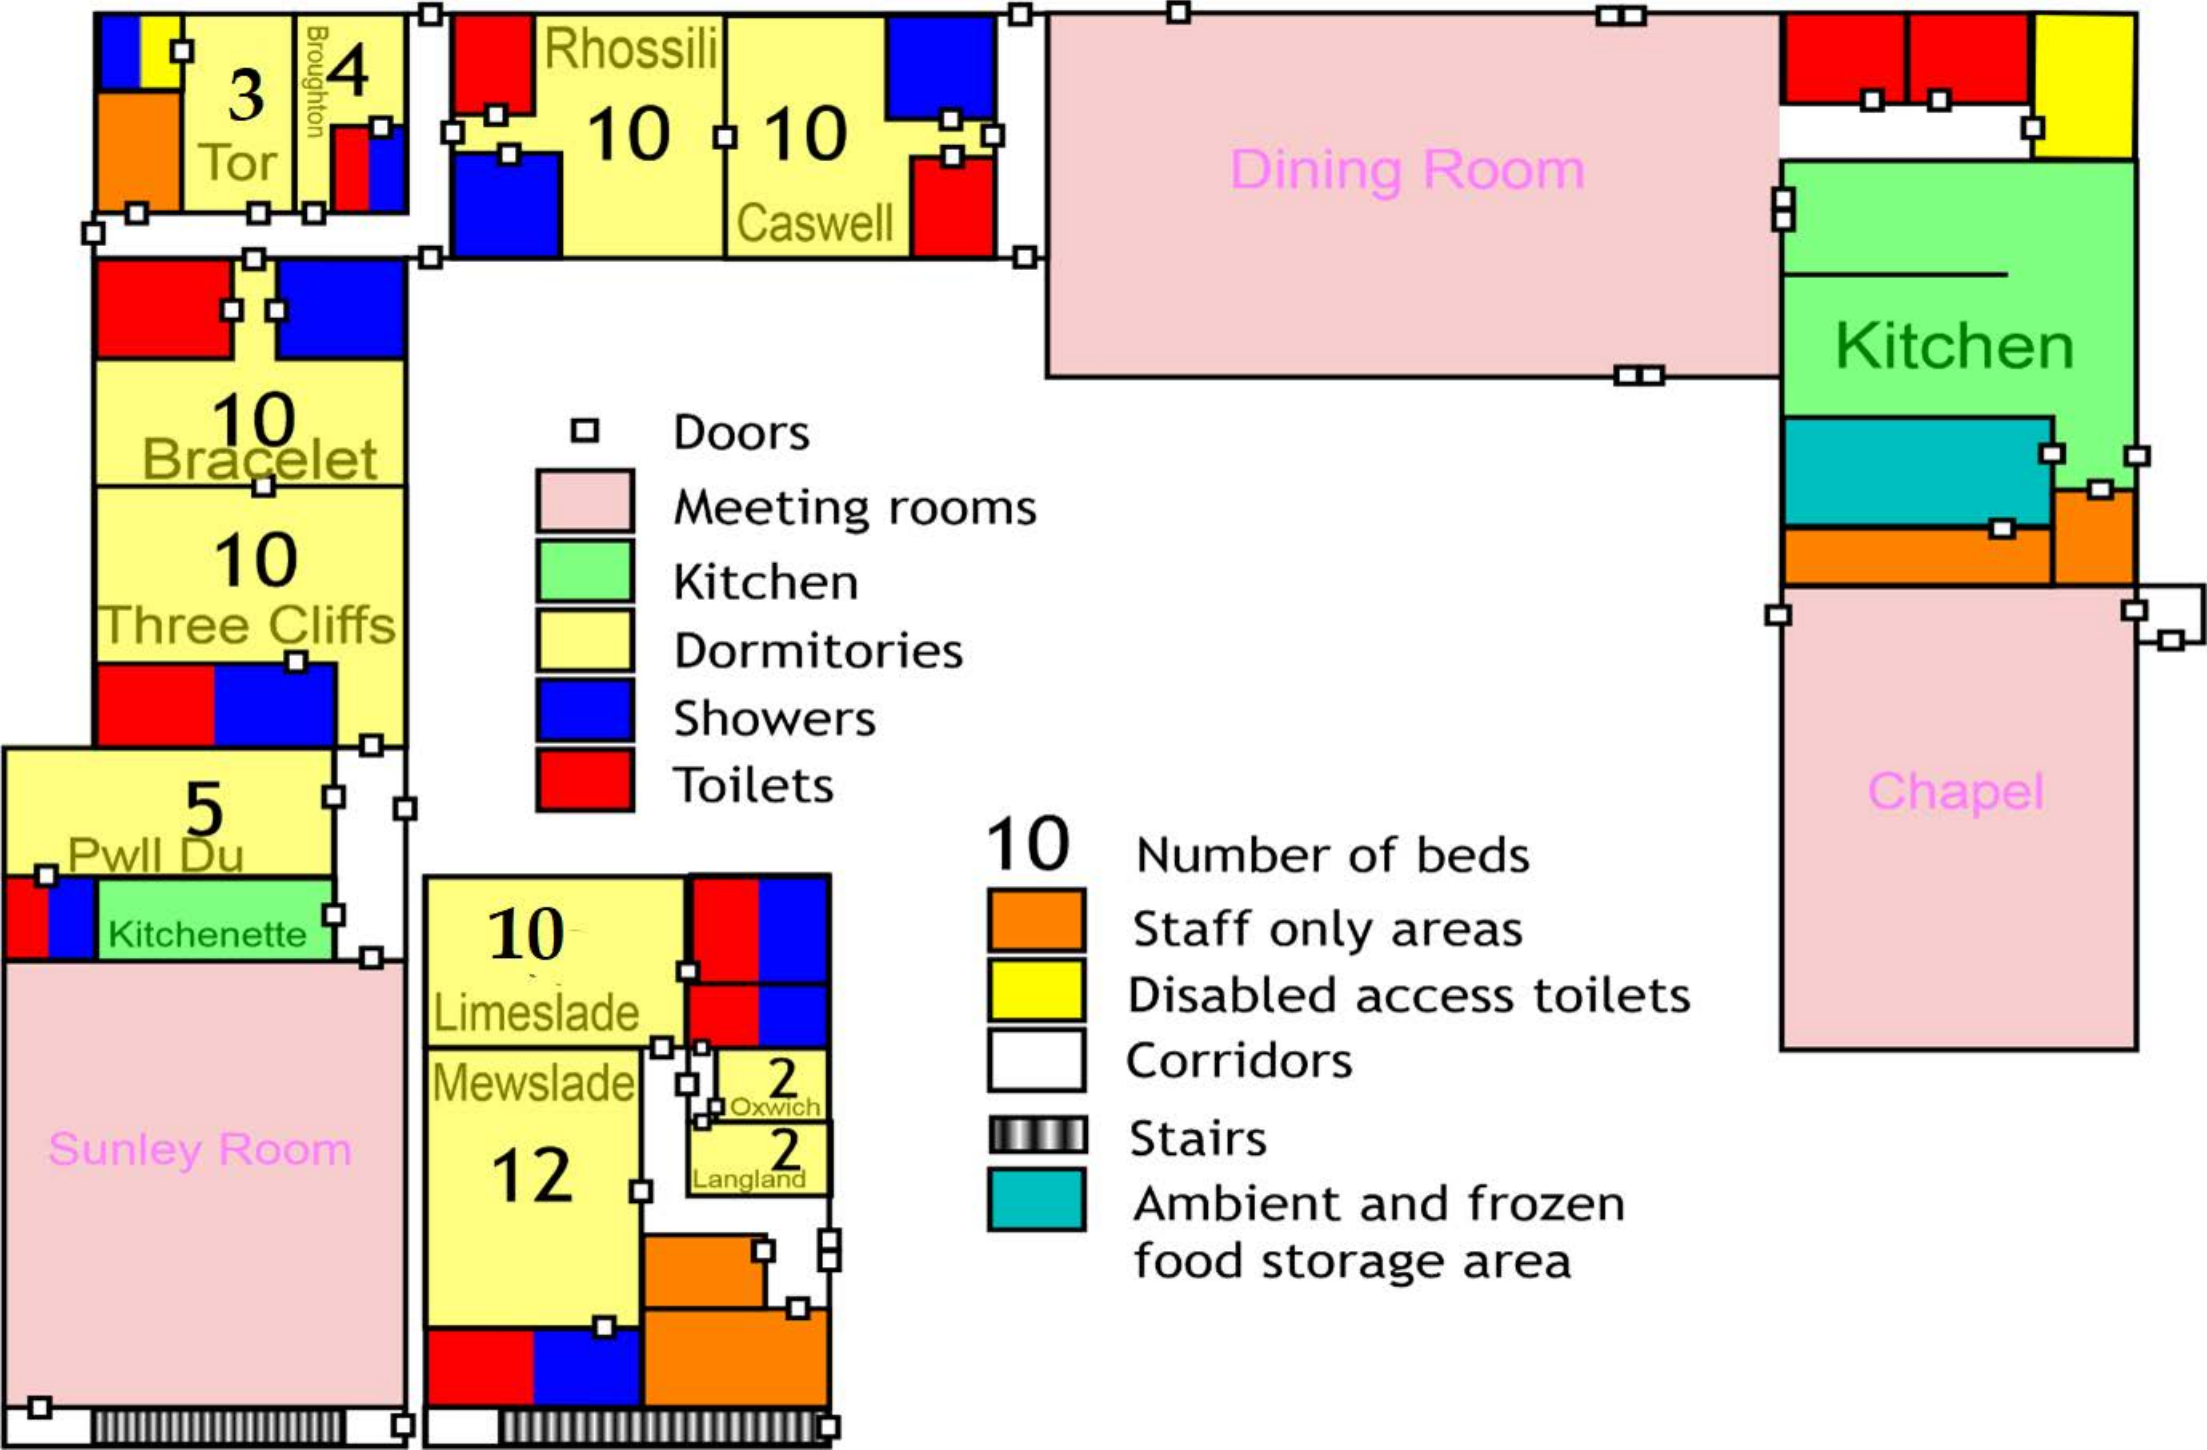 Rhossili
10
10
Caswell
3
Tor
Broughton
4
Dining Room
Kitchen
10
Bracelet
10
Three Cliffs
5
Pwll Du
Kitchenette
Sunley Room
10
Limeslade
Mewslade
12
2
Oxwich
2
Langland
Chapel
Doors
Meeting rooms
Kitchen
Dormitories
Showers
Toilets
10 Number of beds
Staff only areas
Disabled access toilets
Corridors
Stairs
Ambient and frozen
food storage area